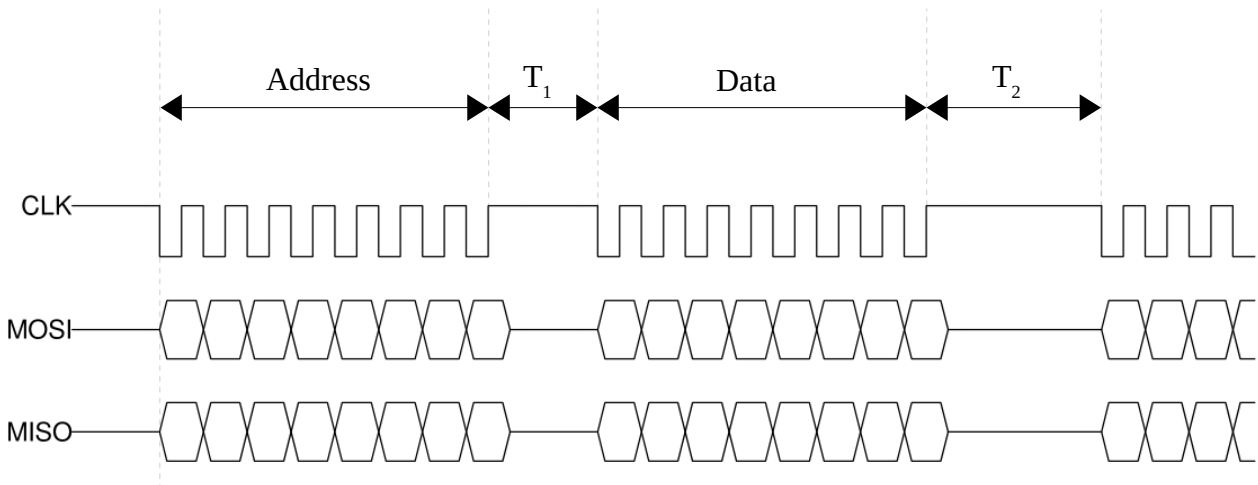 Address
T1
Data
T2
CLK
MOSI
MISO